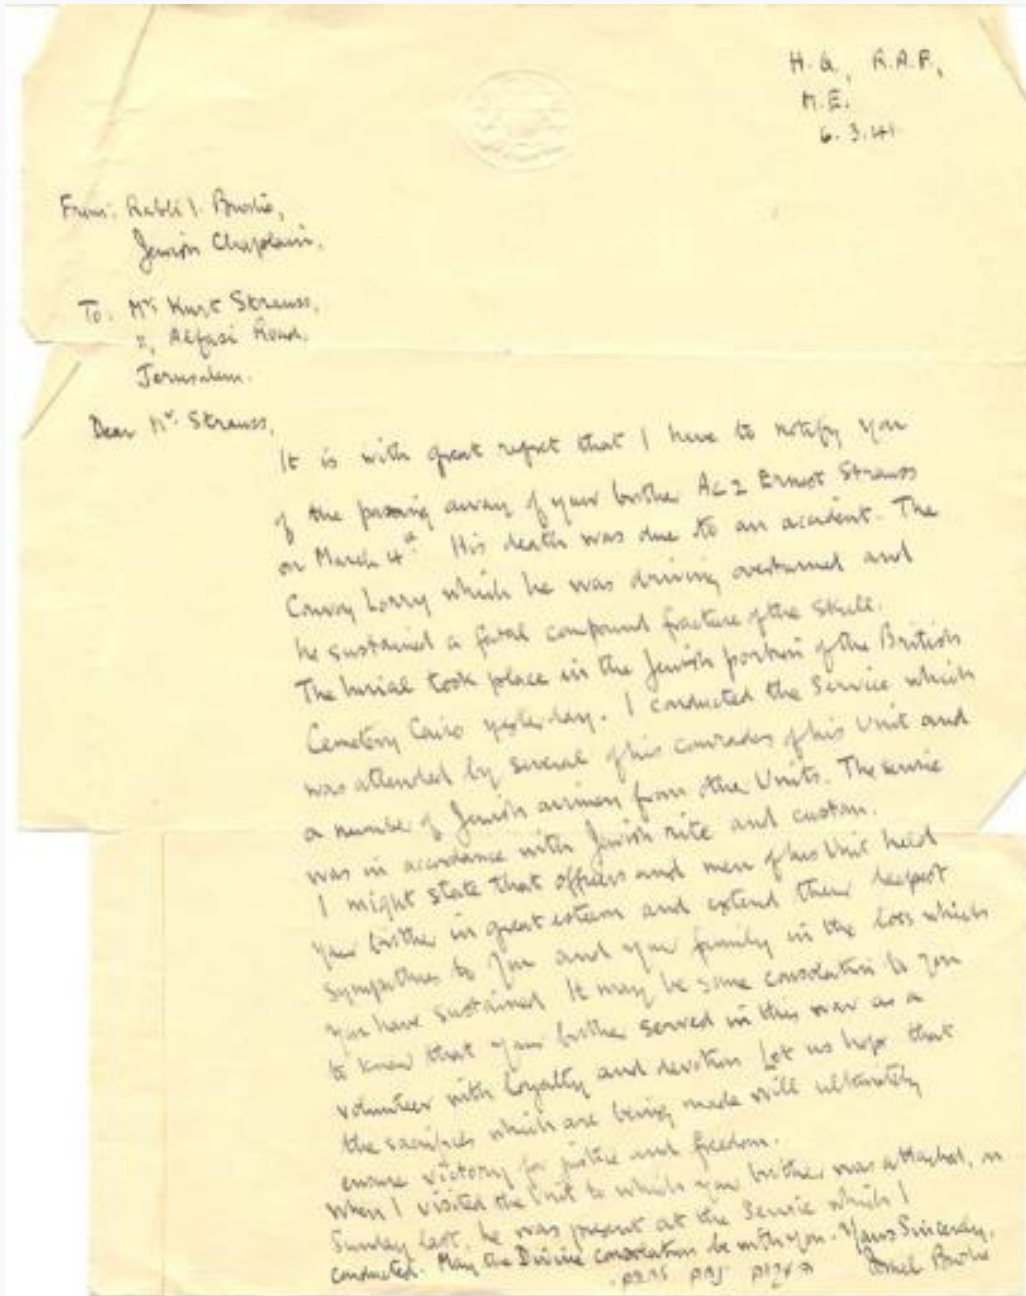 H.Q., R.A.F.,
M.E.
6.3.41
From: Rabbi I. Brodie,
Jewish Chaplain.
To: Mr Kurt Strauss,
Alfasi Road.
Jerusalem.
Dear Mr Strauss,
It is with great regret that I have to notify you
of the passing away of your brother AC2 Ernest Strauss
on March 4th. His death was due to an accident. The
Convoy Lorry which he was driving overturned and
he sustained a fatal compound fracture of the skull.
The burial took place in the Jewish portion of the British
Cemetery Cairo yesterday. I conducted the Service which
was attended by several of his comrades of his Unit and
a number of Jewish airmen from other Units. The service
was in accordance with Jewish rite and custom.
I might state that officers and men of his Unit held
your brother in great esteem and extend their deepest
sympathies to you and your family in the loss which
you have sustained. It may be some consolation to you
to know that your brother served in this war as a
volunteer with loyalty and devotion. Let us hope that
the sacrifices which are being made will ultimately
ensure victory for justice and freedom.
When I visited the Unit to which your brother was attached, on
Sunday last, he was present at the Service which I
conducted. May the Divine consolation be with you. Yours Sincerely,
Israel Brodie